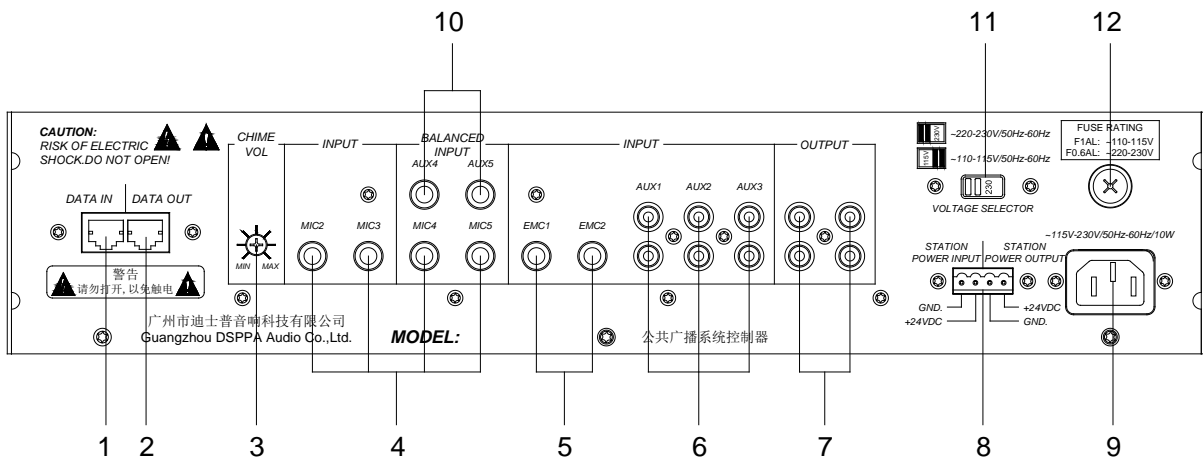 10
11
12
CAUTION:
RISK OF ELECTRIC
SHOCK.DO NOT OPEN!
CHIME
VOL
INPUT
BALANCED
INPUT
INPUT
OUTPUT
230V
~220-230V/50Hz-60Hz
115V
~110-115V/50Hz-60Hz
FUSE RATING
F1AL: ~110-115V
F0.6AL: ~220-230V
AUX4
AUX5
AUX1
AUX2
AUX3
230
VOLTAGE SELECTOR
DATA IN
DATA OUT
MIC2
MIC3
MIC4
MIC5
EMC1
EMC2
~115V-230V/50Hz-60Hz/10W
STATION
POWER INPUT
STATION
POWER OUTPUT
MIN
MAX
警告
请勿打开, 以免触电
GND.
+24VDC
+24VDC
GND.
广州市迪士普音响科技有限公司
Guangzhou DSPPA Audio Co.,Ltd.
MODEL:
公共广播系统控制器
1
2
3
4
5
6
7
8
9